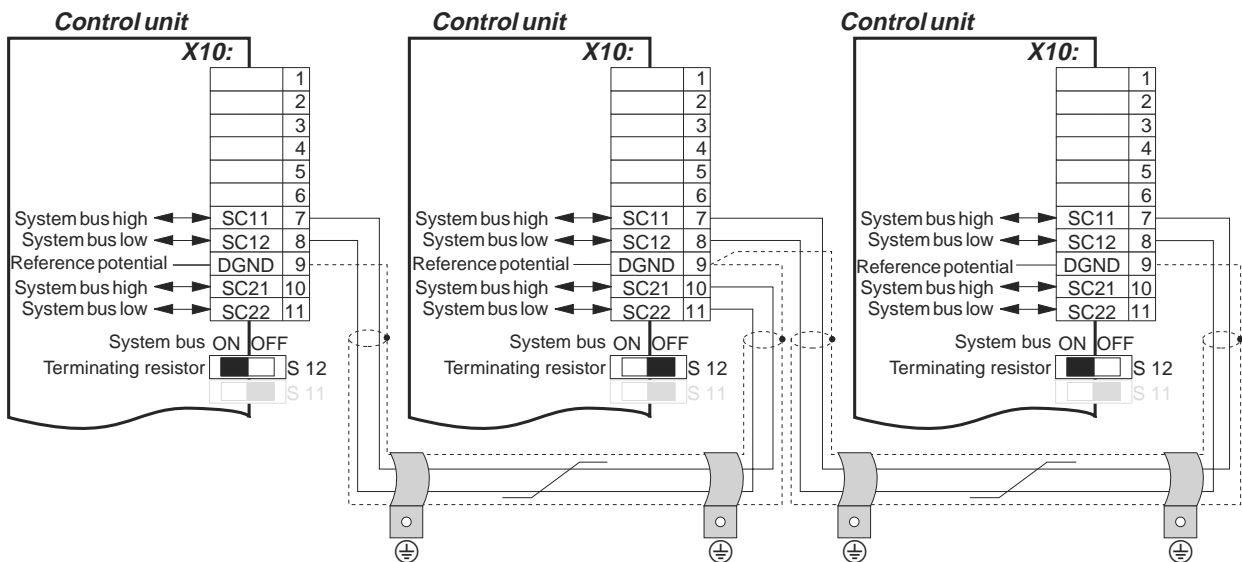 Control unit
X10:
1
2
3
4
5
6
System bus high SC11 7
System bus low SC12 8
Reference potential DGND 9
System bus high SC21 10
System bus low SC22 11
System bus ON OFF
Terminating resistor S 12
S 11
Control unit
X10:
1
2
3
4
5
6
System bus high SC11 7
System bus low SC12 8
Reference potential DGND 9
System bus high SC21 10
System bus low SC22 11
System bus ON OFF
Terminating resistor S 12
S 11
Control unit
X10:
1
2
3
4
5
6
System bus high SC11 7
System bus low SC12 8
Reference potential DGND 9
System bus high SC21 10
System bus low SC22 11
System bus ON OFF
Terminating resistor S 12
S 11